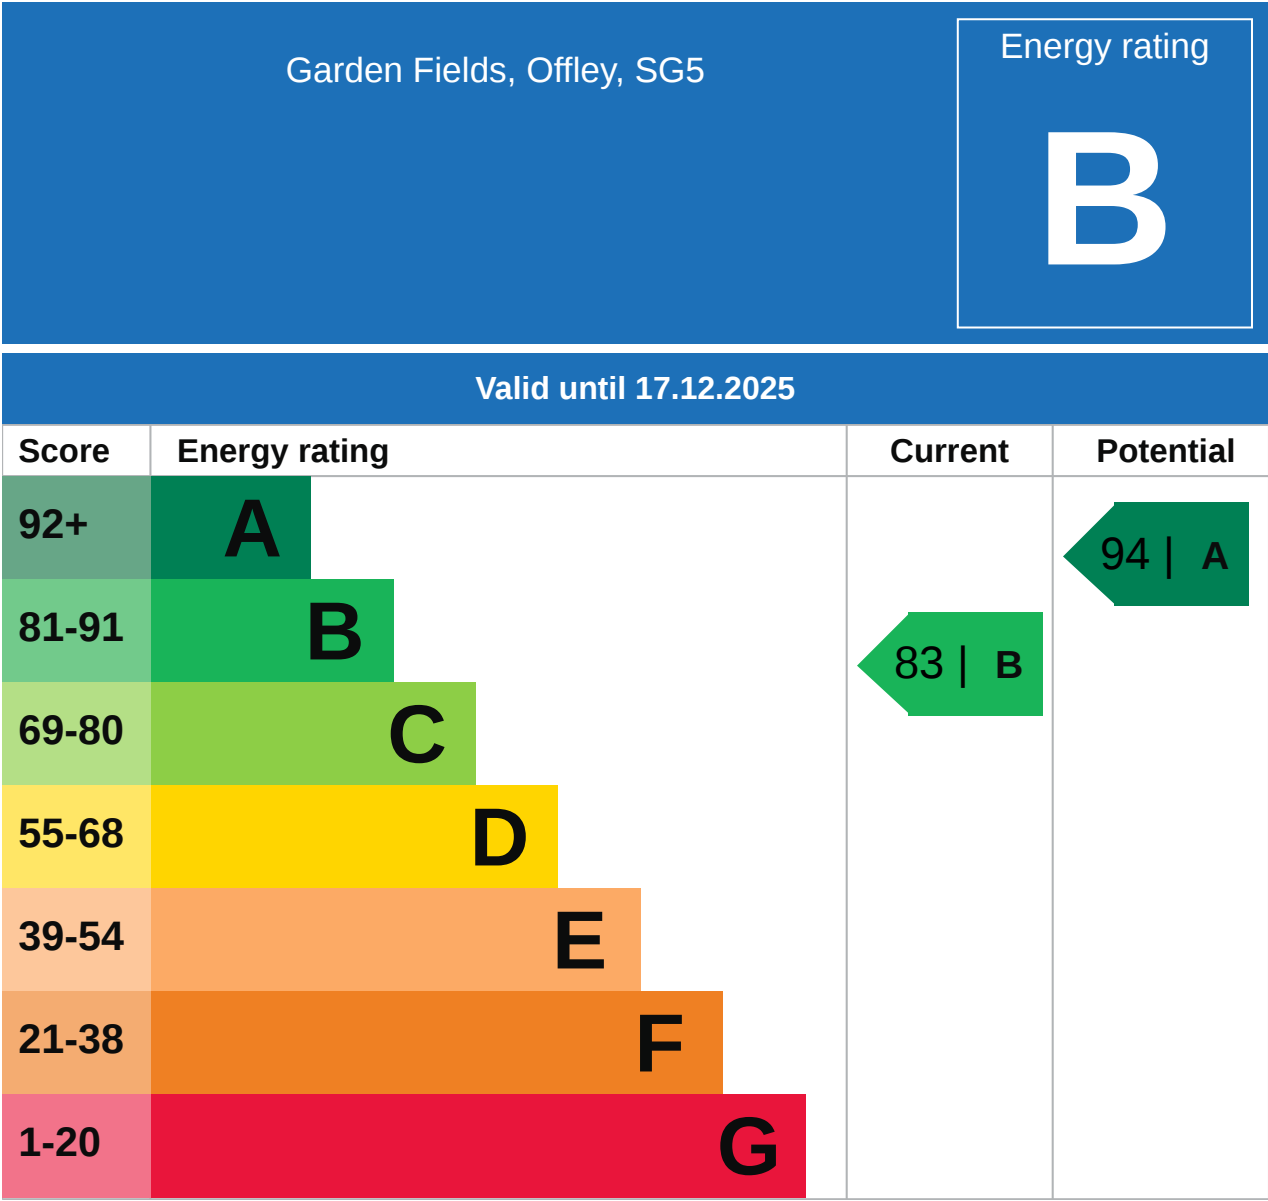 Garden Fields, Offley, SG5
Energy rating
B
Valid until 17.12.2025
Score Energy rating Current Potential
92+ A
94 | A
81-91 B
83 | B
69-80 C
55-68 D
39-54 E
21-38 F
1-20 G